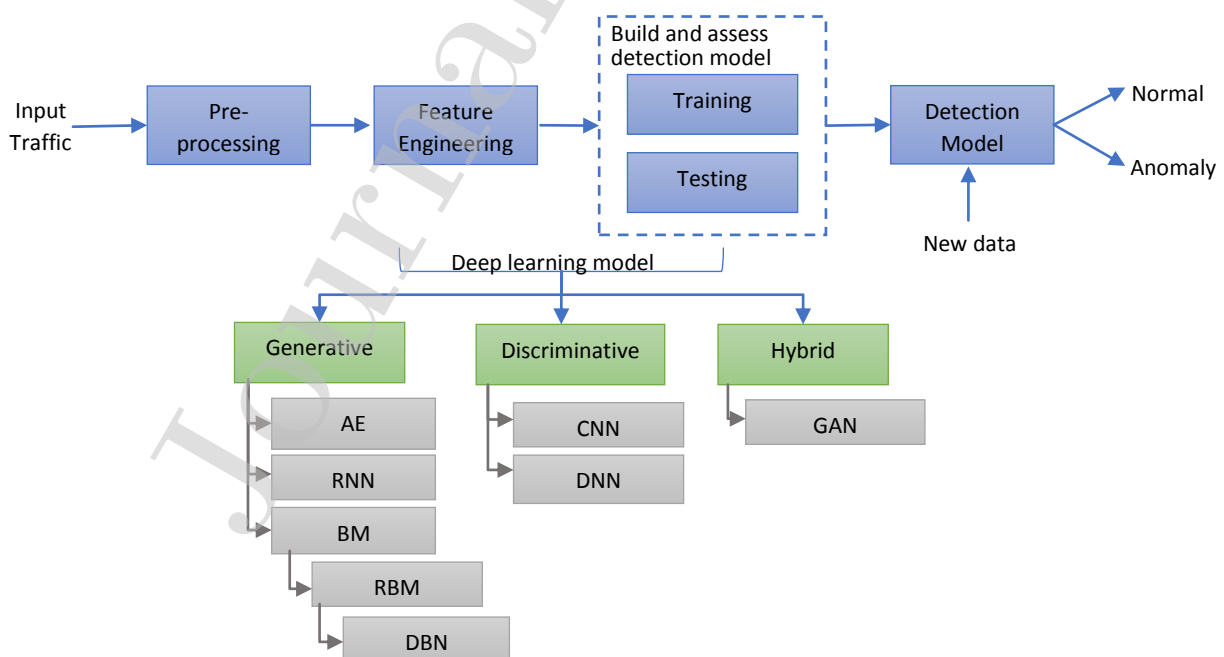 Build and assess
detection model
Input
Traffic
Pre-
processing
Feature
Engineering
Training
Testing
Detection
Model
Normal
Anomaly
New data
Deep learning model
Generative
Discriminative
Hybrid
AE
RNN
BM
RBM
DBN
CNN
DNN
GAN
Journa